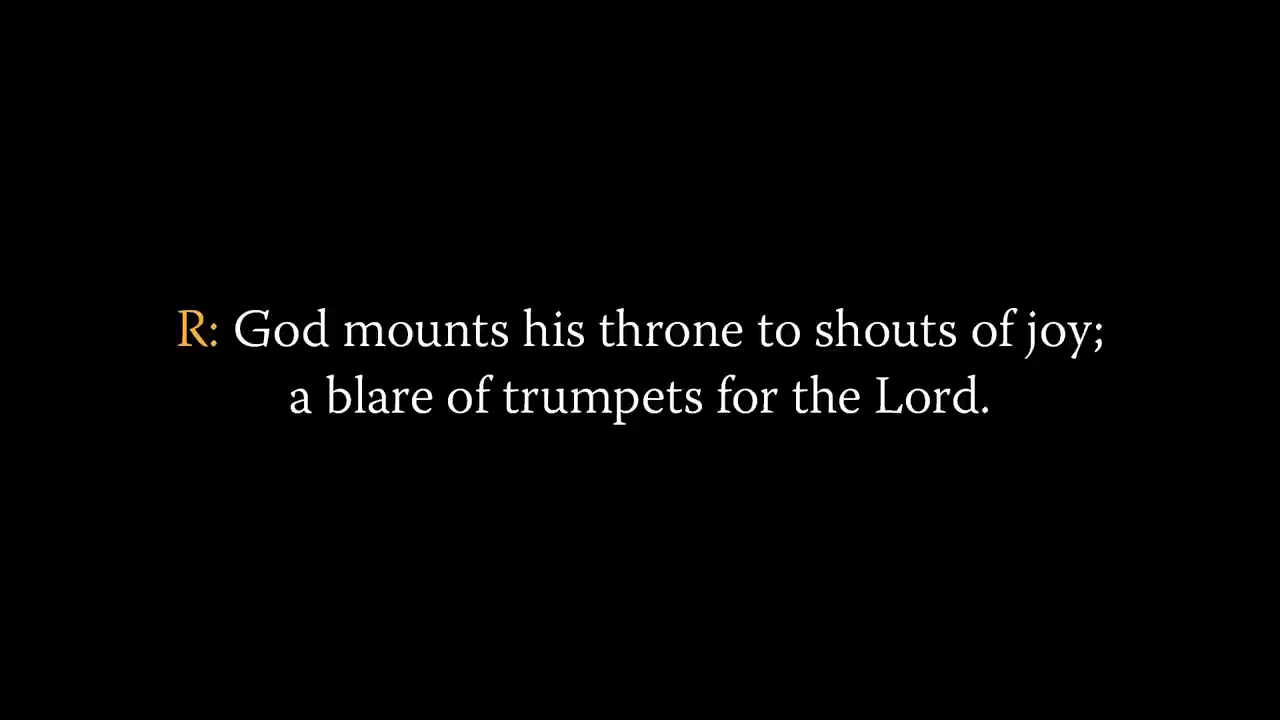 R: God mounts his throne to shouts of joy;
a blare of trumpets for the Lord.